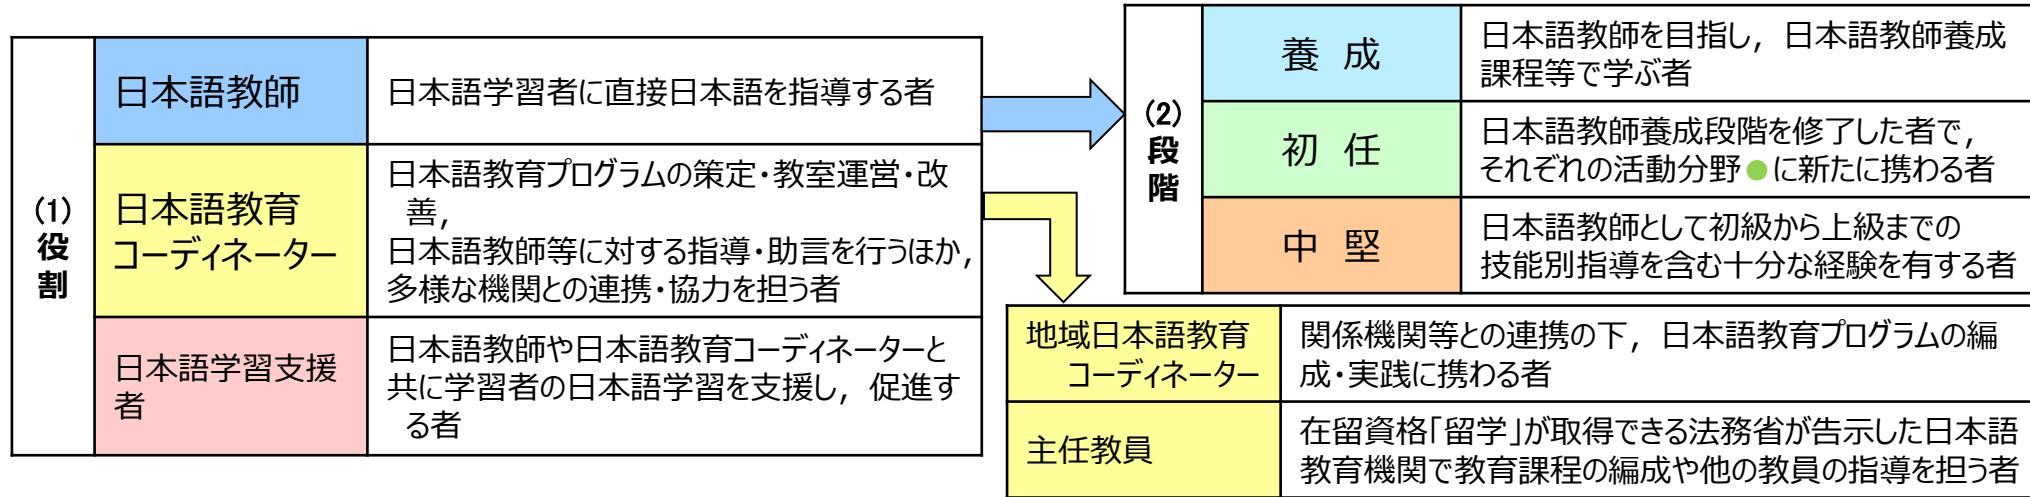 (1)
役
割
日本語教師
日本語学習者に直接日本語を指導する者
日本語教育
コーディネーター
日本語教育プログラムの策定・教室運営・改
善，
日本語教師等に対する指導・助言を行うほか，
多様な機関との連携・協力を担う者
日本語学習支援
者
日本語教師や日本語教育コーディネーターと
共に学習者の日本語学習を支援し，促進す
る者
(2)
段
階
養 成
日本語教師を目指し，日本語教師養成
課程等で学ぶ者
初 任
日本語教師養成段階を修了した者で，
それぞれの活動分野●に新たに携わる者
中 堅
日本語教師として初級から上級までの
技能別指導を含む十分な経験を有する者
地域日本語教育
コーディネーター
関係機関等との連携の下，日本語教育プログラムの編
成・実践に携わる者
主任教員
在留資格「留学」が取得できる法務省が告示した日本語
教育機関で教育課程の編成や他の教員の指導を担う者